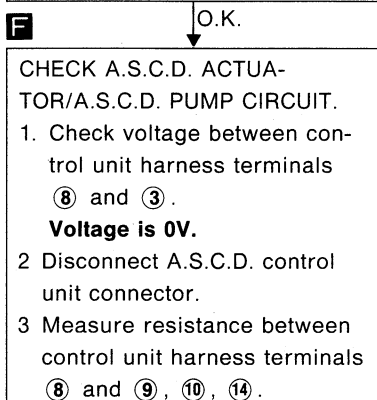 O.K.
F
CHECK A.S.C.D. ACTUA-
TOR/A.S.C.D. PUMP CIRCUIT.
1. Check voltage between con-
trol unit harness terminals
⑧ and ③.
Voltage is 0V.
2 Disconnect A.S.C.D. control
unit connector.
3 Measure resistance between
control unit harness terminals
⑧ and ⑨, ⑩, ⑭.